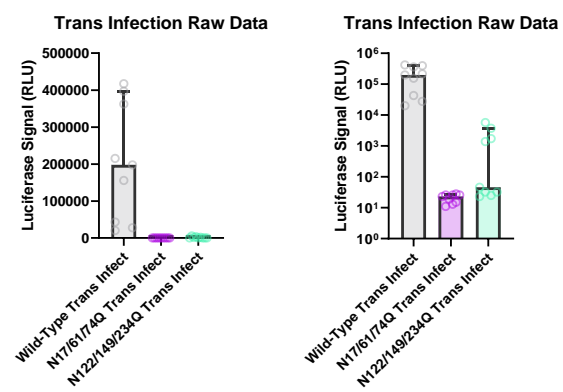 Trans Infection Raw Data
Luciferase Signal (RLU)
500000
400000
300000
200000
100000
0
Wild-Type Trans Infect
N17/61/74Q Trans Infect
N122/149/234Q Trans Infect
Trans Infection Raw Data
Luciferase Signal (RLU)
10⁶
10⁵
10⁴
10³
10²
10¹
10⁰
Wild-Type Trans Infect
N17/61/74Q Trans Infect
N122/149/234Q Trans Infect